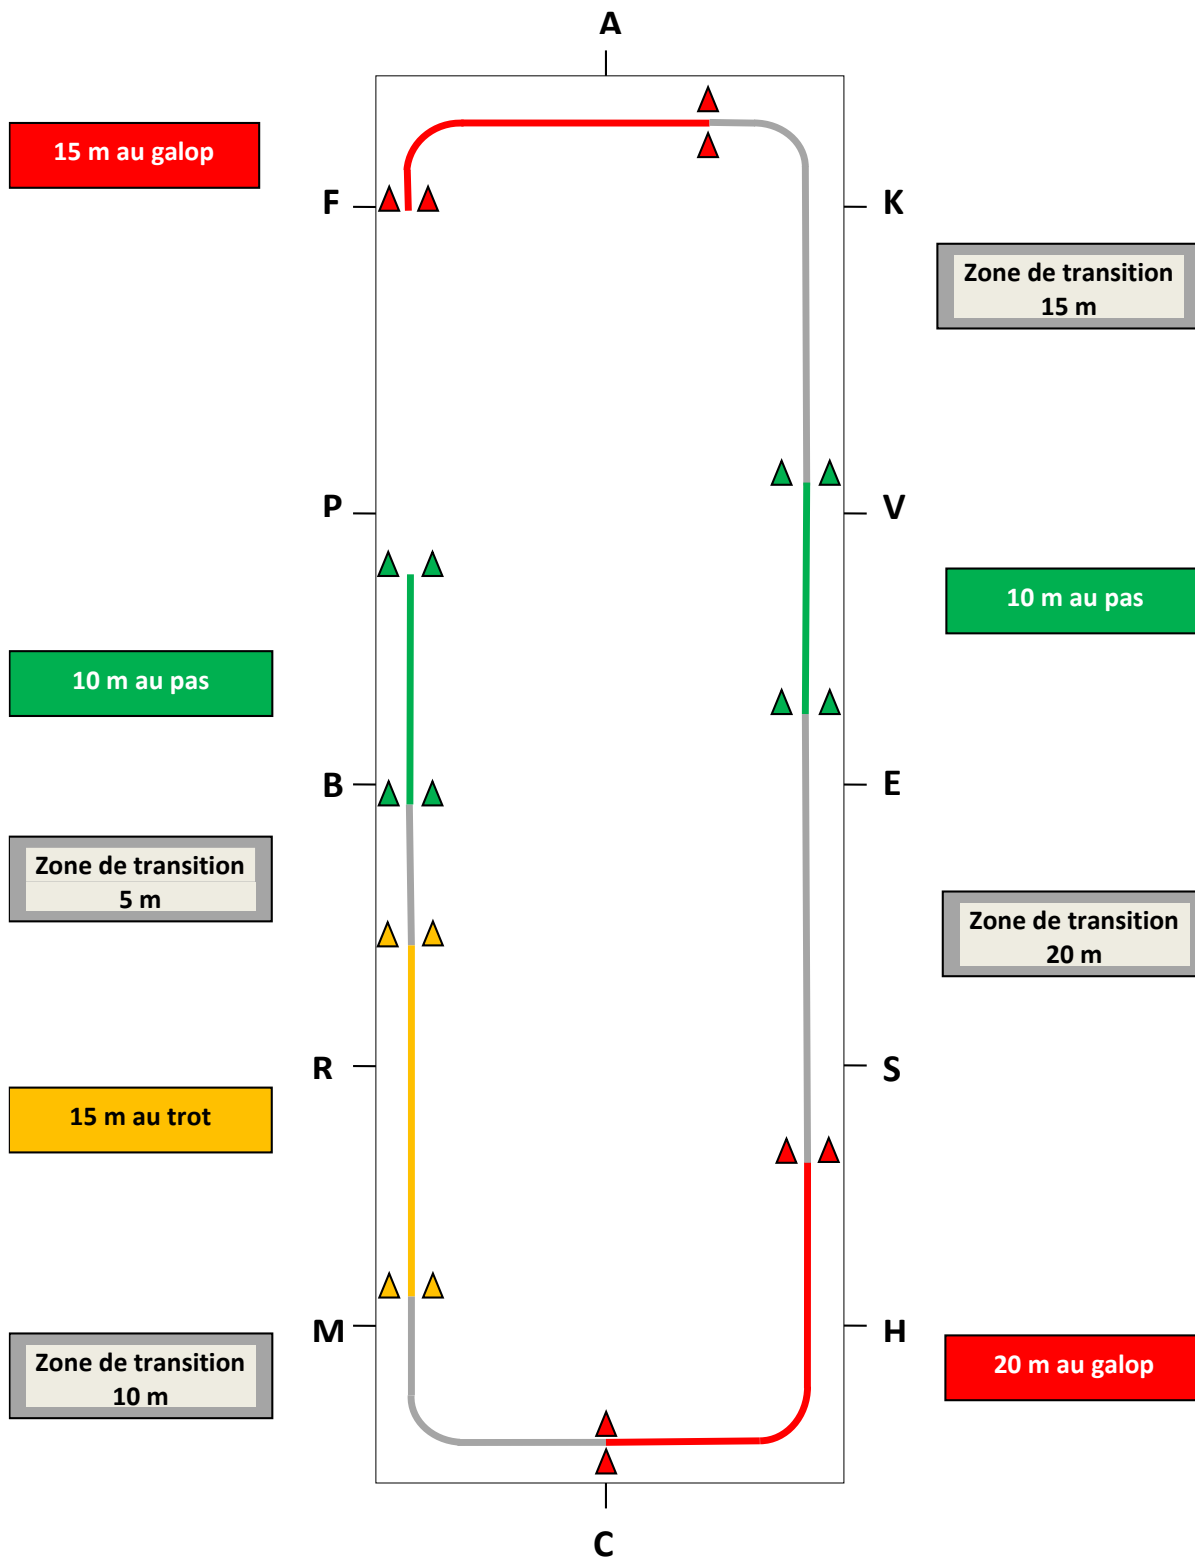 A
15 m au galop
F
K
Zone de transition
15 m
P
V
10 m au pas
10 m au pas
B
E
Zone de transition
5 m
Zone de transition
20 m
R
S
15 m au trot
M
H
Zone de transition
10 m
20 m au galop
C